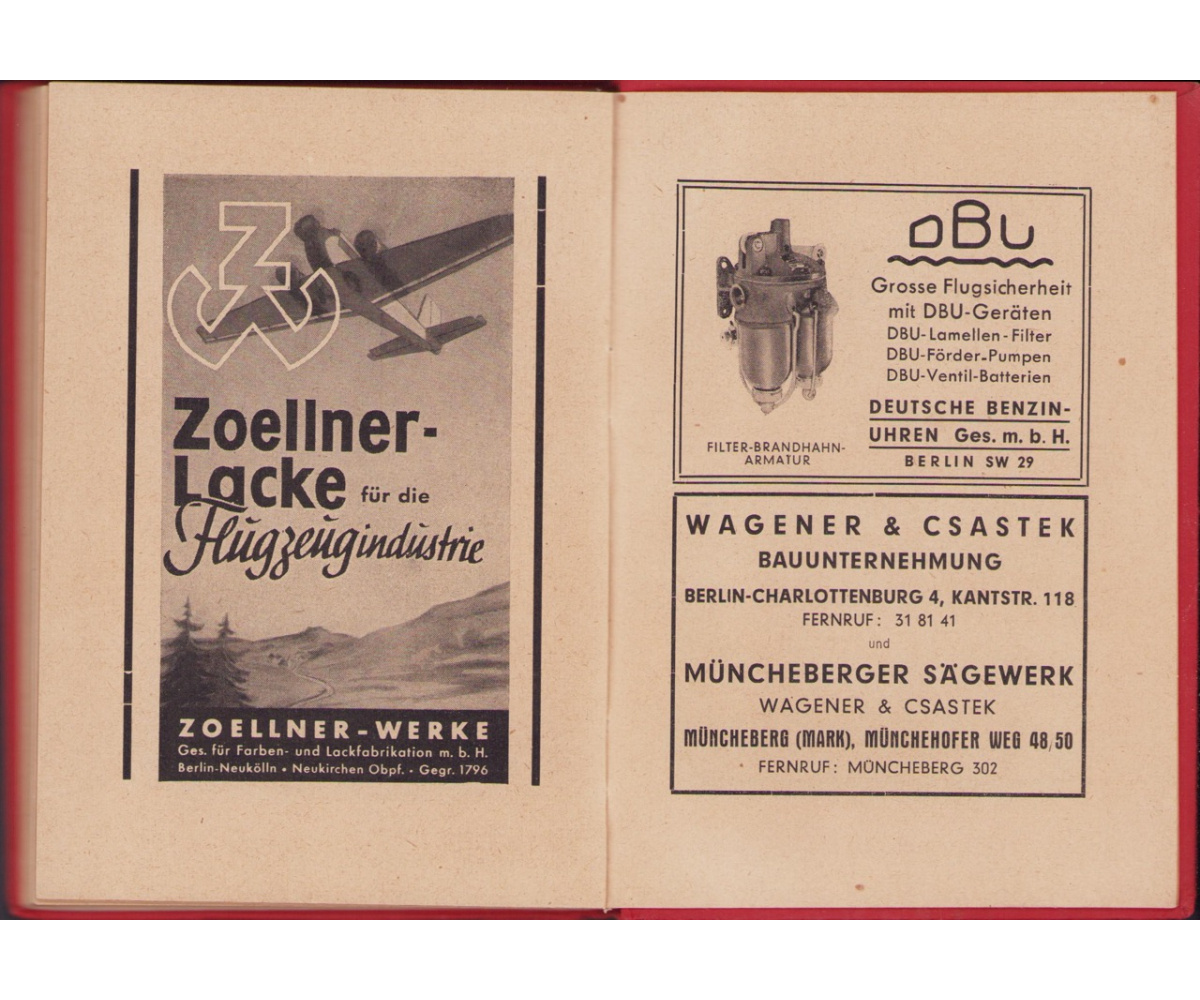 ZW
Zoellner-
Lacke für die
Flugzeugindustrie
ZOELLNER-WERKE
Ges. für Farben- und Lackfabrikation m. b. H.
Berlin-Neukölln • Neukirchen Obpf. • Gegr. 1796
DBU
Grosse Flugsicherheit
mit DBU-Geräten
DBU-Lamellen-Filter
DBU-Förder-Pumpen
DBU-Ventil-Batterien
DEUTSCHE BENZIN-
UHREN Ges. m. b. H.
BERLIN SW 29
FILTER-BRANDHAHN-
ARMATUR
WAGENER & CSASTEK
BAUUNTERNEHMUNG
BERLIN-CHARLOTTENBURG 4, KANTSTR. 118
FERNRUF: 31 81 41
und
MÜNCHEBERGER SÄGEWERK
WAGENER & CSASTEK
MÜNCHEBERG (MARK), MÜNCHEHOFER WEG 48/50
FERNRUF: MÜNCHEBERG 302